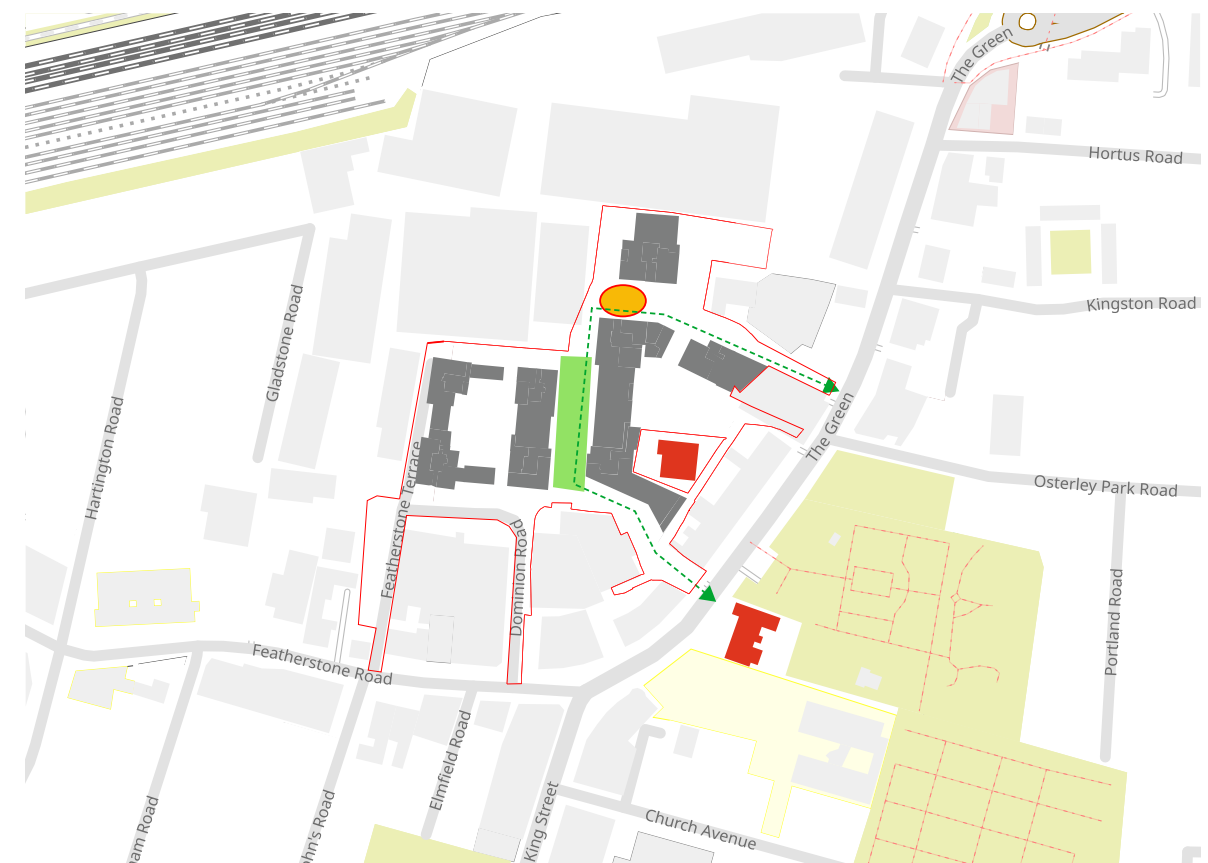 The Green
Hortus Road
Kingston Road
Gladstone Road
Hartington Road
The Green
Featherstone Terrace
Osterley Park Road
Dominion Road
Portland Road
Featherstone Road
Elmfield Road
King Street
Church Avenue